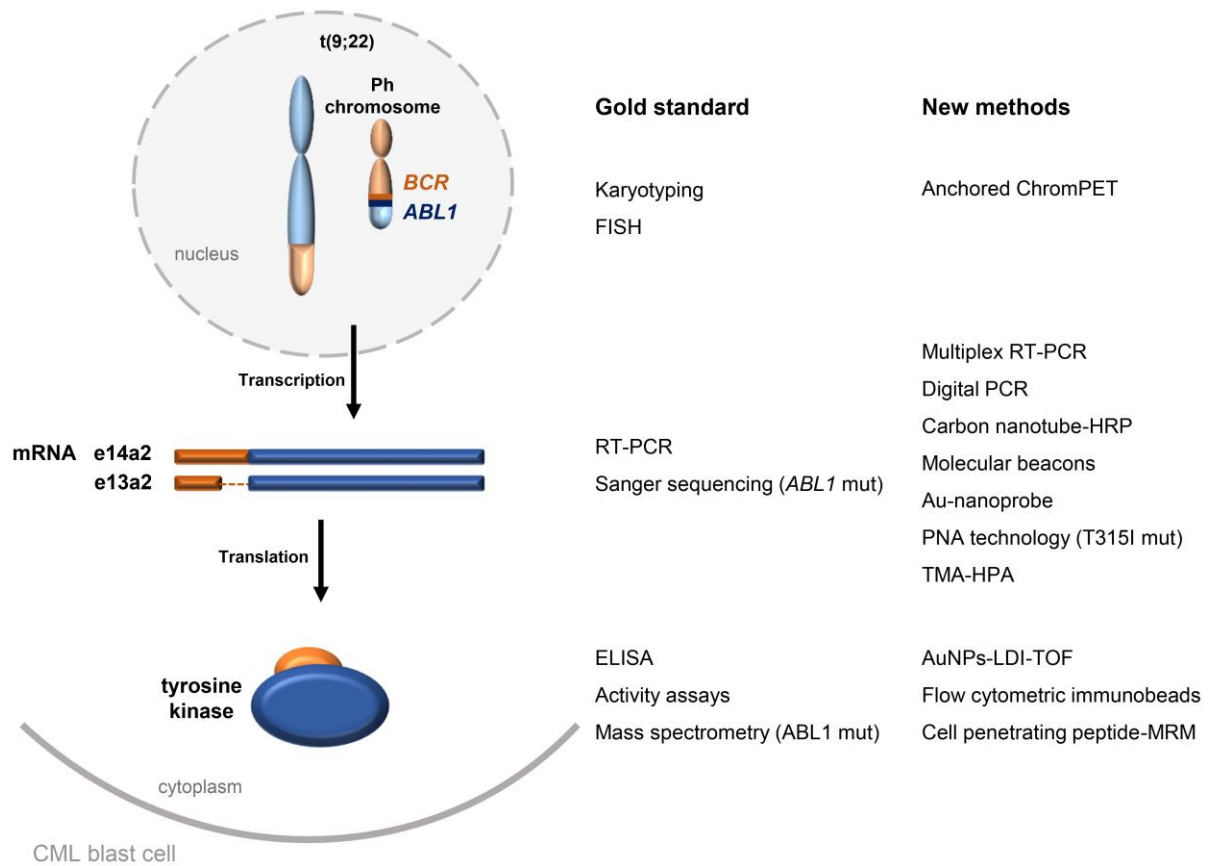 t(9;22)
Ph
chromosome
BCR
ABL1
nucleus
Gold standard
New methods
Karyotyping
FISH
Anchored ChromPET
Transcription
mRNA e14a2
e13a2
RT-PCR
Sanger sequencing (ABL1 mut)
Multiplex RT-PCR
Digital PCR
Carbon nanotube-HRP
Molecular beacons
Au-nanoprobe
PNA technology (T315I mut)
TMA-HPA
Translation
tyrosine
kinase
ELISA
Activity assays
Mass spectrometry (ABL1 mut)
AuNPs-LDI-TOF
Flow cytometric immunobeads
Cell penetrating peptide-MRM
cytoplasm
CML blast cell